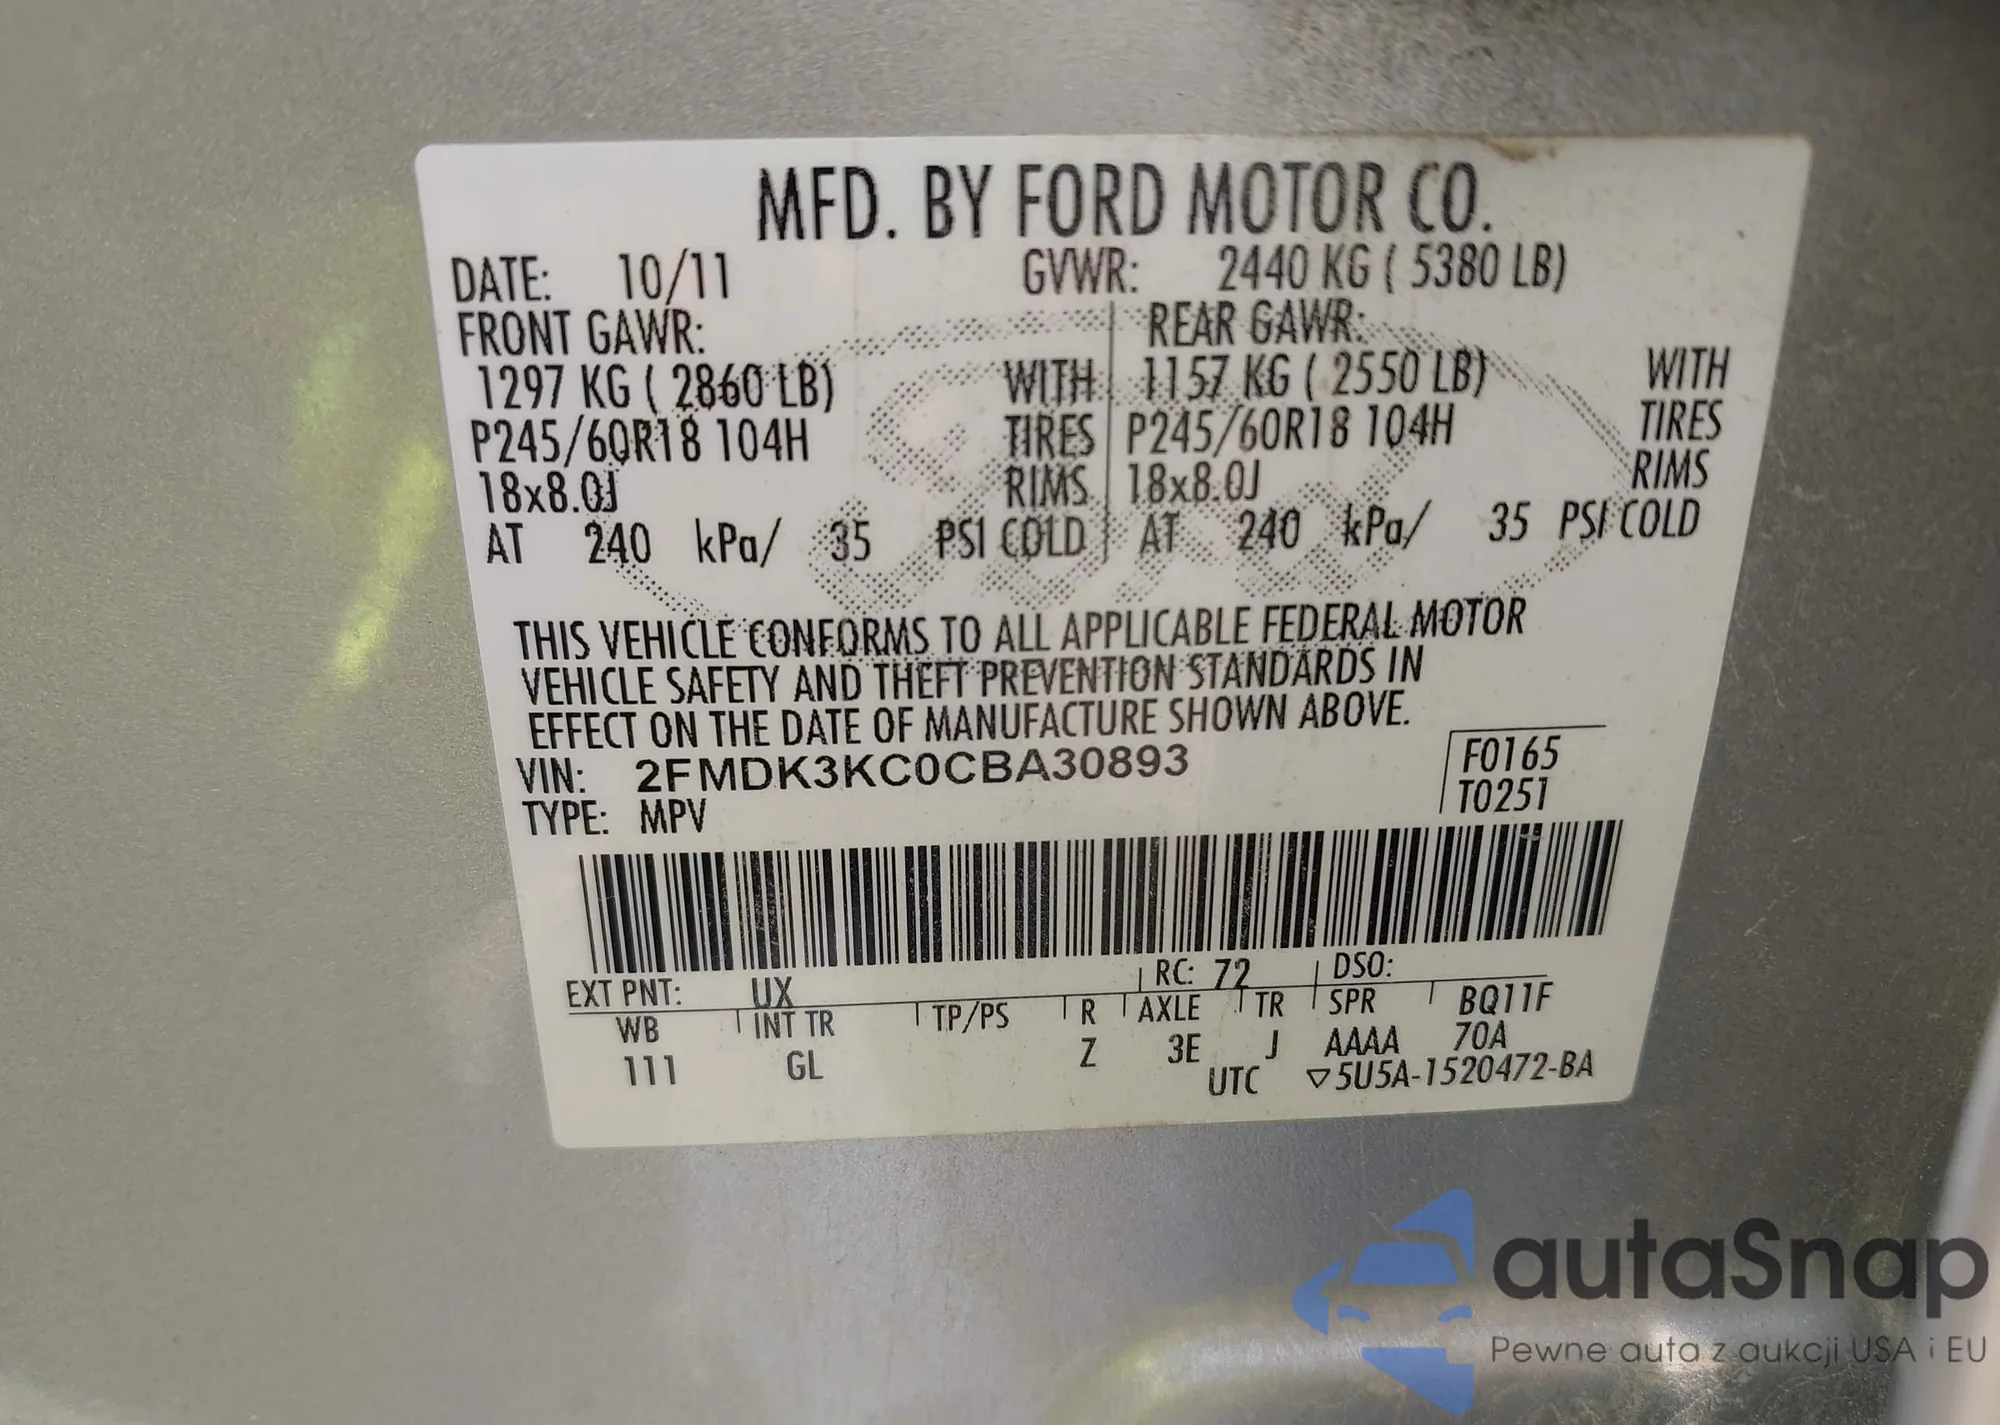 MFD. BY FORD MOTOR CO.
DATE: 10/11 GVWR: 2440 KG ( 5380 LB)
FRONT GAWR: REAR GAWR:
1297 KG ( 2860 LB) WITH 1157 KG ( 2550 LB) WITH
P245/60R18 104H TIRES P245/60R18 104H TIRES
18x8.0J RIMS 18x8.0J RIMS
AT 240 kPa/ 35 PSI COLD AT 240 kPa/ 35 PSI COLD
THIS VEHICLE CONFORMS TO ALL APPLICABLE FEDERAL MOTOR
VEHICLE SAFETY AND THEFT PREVENTION STANDARDS IN
EFFECT ON THE DATE OF MANUFACTURE SHOWN ABOVE.
VIN: 2FMDK3KC0CBA30893 F0165
TYPE: MPV T0251
EXT PNT: UX RC: 72 DSO:
WB INT TR TP/PS R AXLE TR SPR BQ11F
111 GL Z 3E J AAAA 70A
UTC ▽5U5A-1520472-BA
autaSnap
Pewne auta z aukcji USA i EU